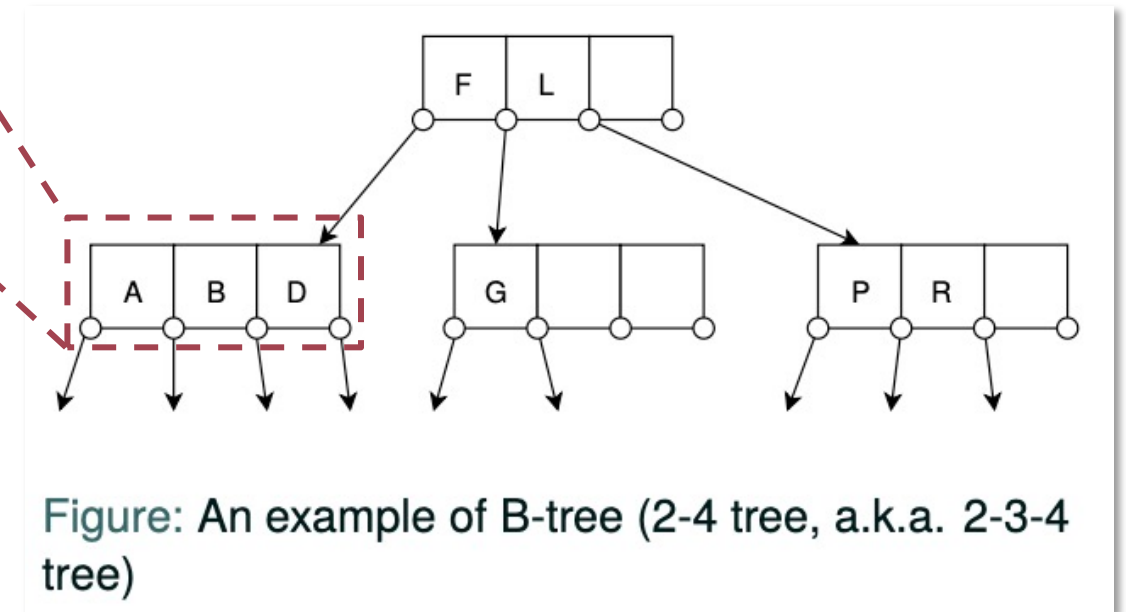 F L
A B D
G
P R
Figure: An example of B-tree (2-4 tree, a.k.a. 2-3-4
tree)